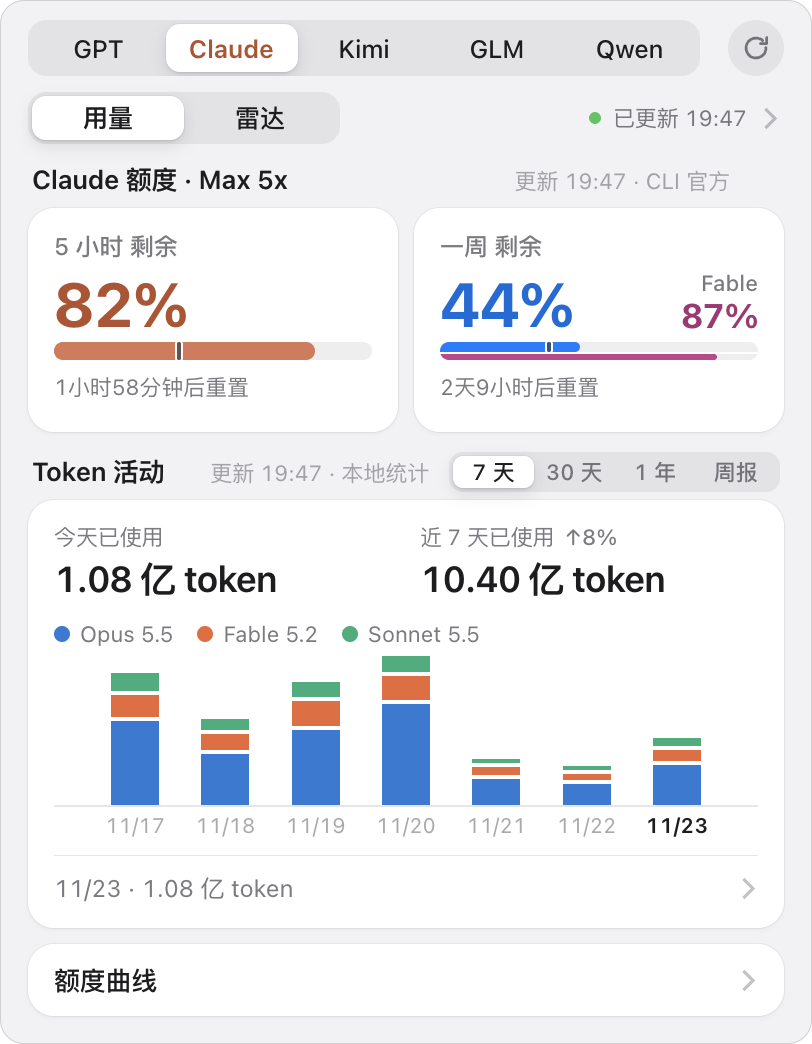 GPT Claude Kimi GLM Qwen
用量 雷达 已更新 19:47
Claude 额度 · Max 5x 更新 19:47 · CLI 官方
5 小时 剩余
82%
1小时58分钟后重置
一周 剩余
44%
Fable
87%
2天9小时后重置
Token 活动 更新 19:47 · 本地统计 7 天 30 天 1 年 周报
今天已使用
1.08 亿 token
近 7 天已使用 ↑8%
10.40 亿 token
Opus 5.5 Fable 5.2 Sonnet 5.5
11/17 11/18 11/19 11/20 11/21 11/22 11/23
11/23 · 1.08 亿 token
额度曲线